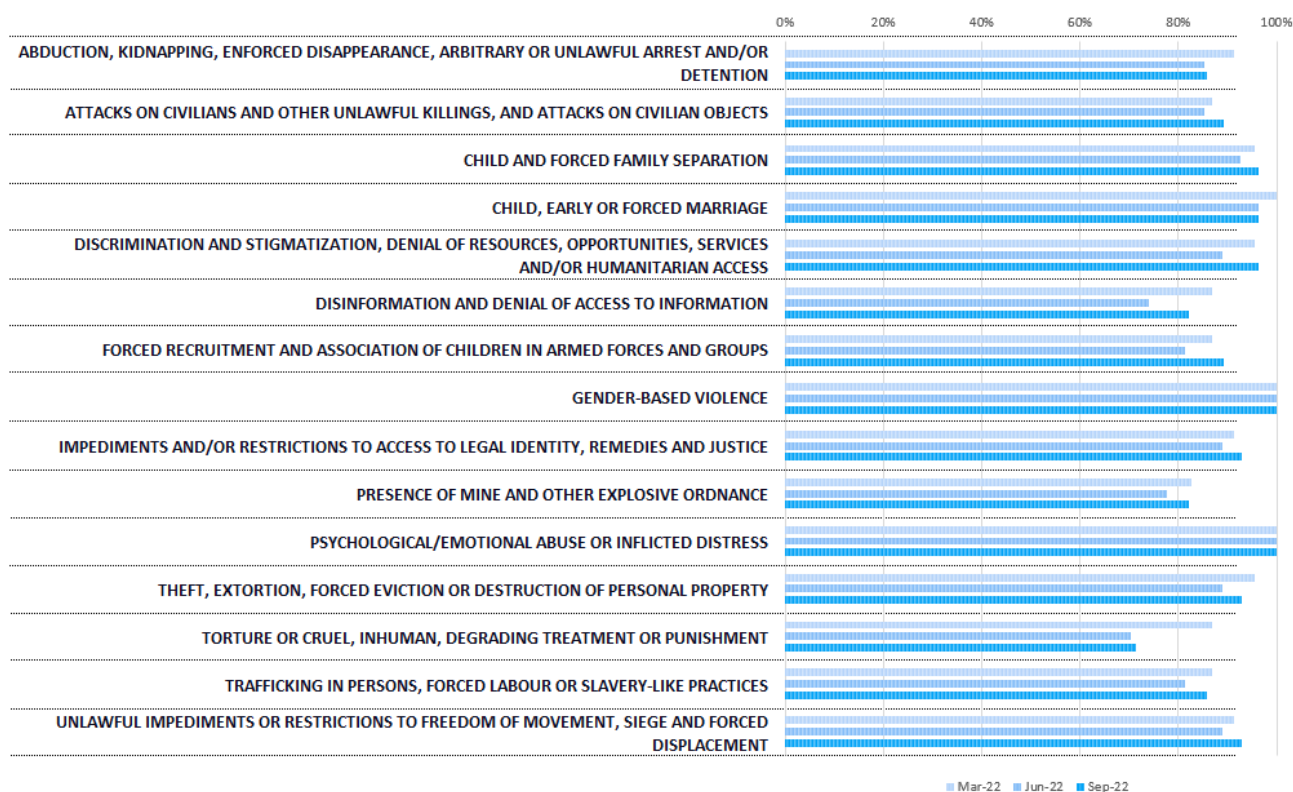 0% 20% 40% 60% 80% 100%
ABDUCTION, KIDNAPPING, ENFORCED DISAPPEARANCE, ARBITRARY OR UNLAWFUL ARREST AND/OR
DETENTION
ATTACKS ON CIVILIANS AND OTHER UNLAWFUL KILLINGS, AND ATTACKS ON CIVILIAN OBJECTS
CHILD AND FORCED FAMILY SEPARATION
CHILD, EARLY OR FORCED MARRIAGE
DISCRIMINATION AND STIGMATIZATION, DENIAL OF RESOURCES, OPPORTUNITIES, SERVICES
AND/OR HUMANITARIAN ACCESS
DISINFORMATION AND DENIAL OF ACCESS TO INFORMATION
FORCED RECRUITMENT AND ASSOCIATION OF CHILDREN IN ARMED FORCES AND GROUPS
GENDER-BASED VIOLENCE
IMPEDIMENTS AND/OR RESTRICTIONS TO ACCESS TO LEGAL IDENTITY, REMEDIES AND JUSTICE
PRESENCE OF MINE AND OTHER EXPLOSIVE ORDNANCE
PSYCHOLOGICAL/EMOTIONAL ABUSE OR INFLICTED DISTRESS
THEFT, EXTORTION, FORCED EVICTION OR DESTRUCTION OF PERSONAL PROPERTY
TORTURE OR CRUEL, INHUMAN, DEGRADING TREATMENT OR PUNISHMENT
TRAFFICKING IN PERSONS, FORCED LABOUR OR SLAVERY-LIKE PRACTICES
UNLAWFUL IMPEDIMENTS OR RESTRICTIONS TO FREEDOM OF MOVEMENT, SIEGE AND FORCED
DISPLACEMENT
Mar-22 Jun-22 Sep-22